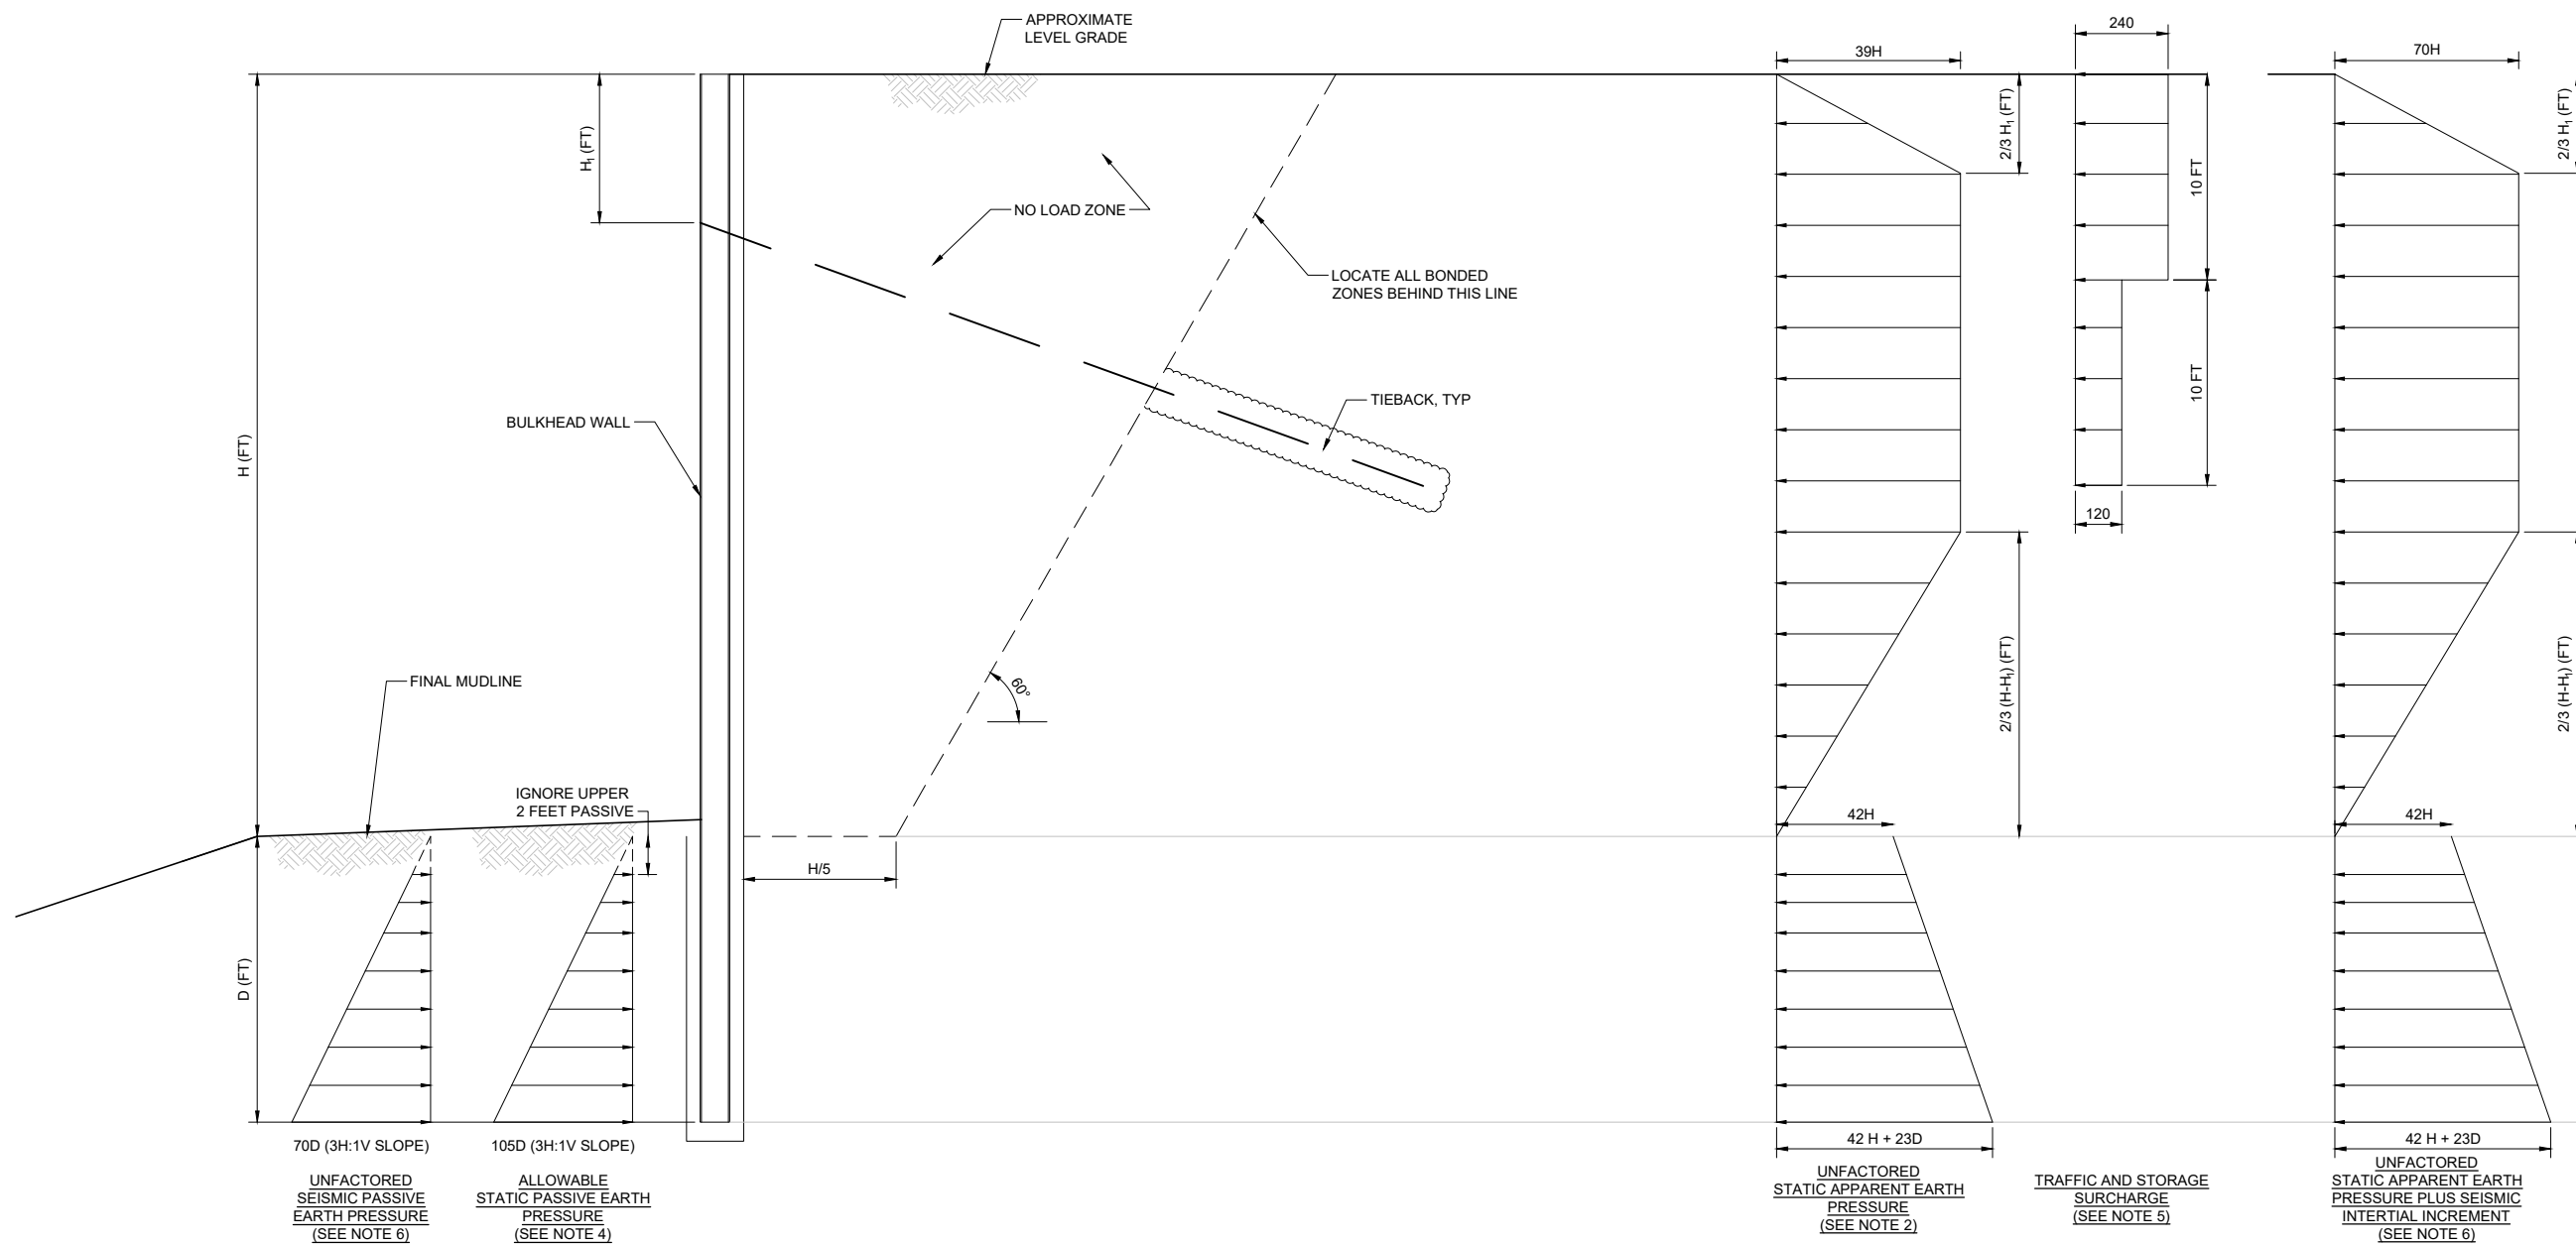 APPROXIMATE
LEVEL GRADE
240
39H
70H
H₁ (FT)
2/3 H₁ (FT)
10 FT
2/3 H₁ (FT)
NO LOAD ZONE
LOCATE ALL BONDED
ZONES BEHIND THIS LINE
10 FT
TIEBACK, TYP
BULKHEAD WALL
H (FT)
120
60°
FINAL MUDLINE
2/3 (H-H₁) (FT)
2/3 (H-H₁) (FT)
IGNORE UPPER
2 FEET PASSIVE
42H
42H
H/5
D (FT)
70D (3H:1V SLOPE)
105D (3H:1V SLOPE)
42 H + 23D
42 H + 23D
UNFACTORED
SEISMIC PASSIVE
EARTH PRESSURE
(SEE NOTE 6)
ALLOWABLE
STATIC PASSIVE EARTH
PRESSURE
(SEE NOTE 4)
UNFACTORED
STATIC APPARENT EARTH
PRESSURE
(SEE NOTE 2)
TRAFFIC AND STORAGE
SURCHARGE
(SEE NOTE 5)
UNFACTORED
STATIC APPARENT EARTH
PRESSURE PLUS SEISMIC
INTERTIAL INCREMENT
(SEE NOTE 6)